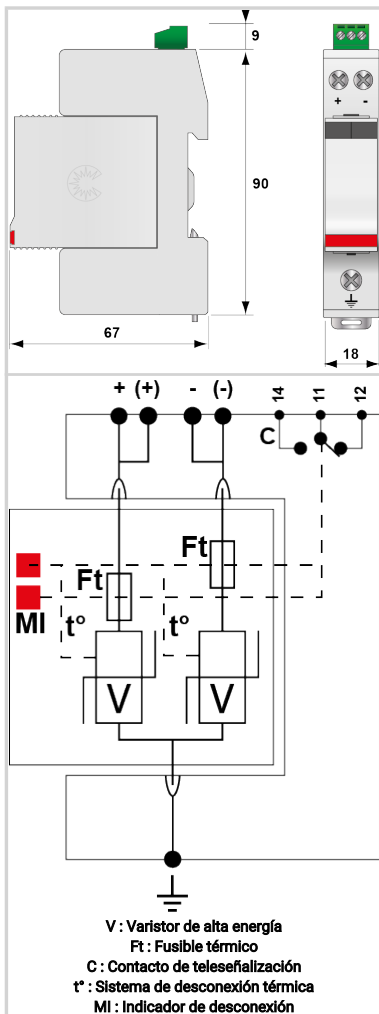 9
+ -
90
67
18
+ (+) - (-) 14 11 12
C
Ft
Ft
MI t° t°
V V
V : Varistor de alta energía
Ft : Fusible térmico
C : Contacto de teleseñalización
t° : Sistema de desconexión térmica
MI : Indicador de desconexión